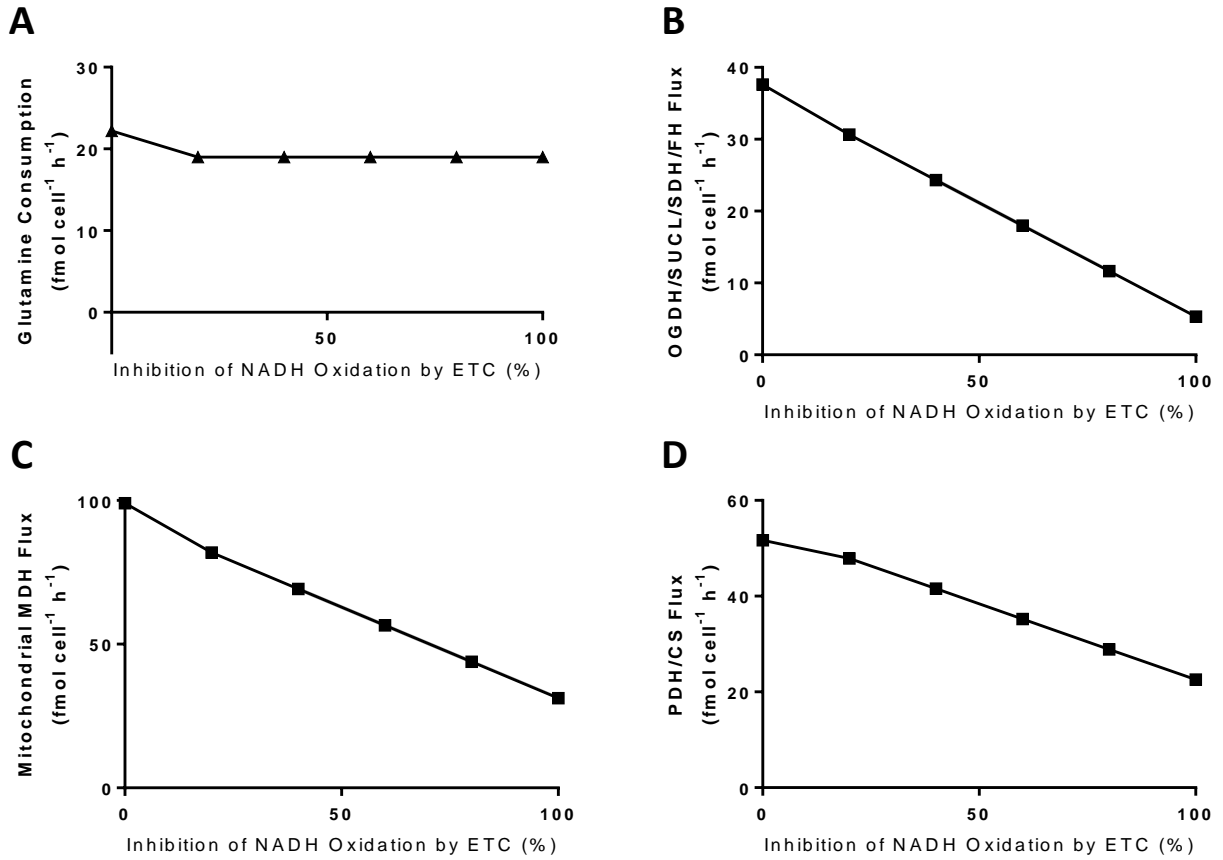 A
Glutamine Consumption
(fmol cell⁻¹ h⁻¹)
30
20
10
0
50
100
Inhibition of NADH Oxidation by ETC (%)
B
OGDH/SUCL/SDH/FH Flux
(fmol cell⁻¹ h⁻¹)
40
30
20
10
0
0
50
100
Inhibition of NADH Oxidation by ETC (%)
C
Mitochondrial MDH Flux
(fmol cell⁻¹ h⁻¹)
100
50
0
0
50
100
Inhibition of NADH Oxidation by ETC (%)
D
PDH/CS Flux
(fmol cell⁻¹ h⁻¹)
60
40
20
0
0
50
100
Inhibition of NADH Oxidation by ETC (%)